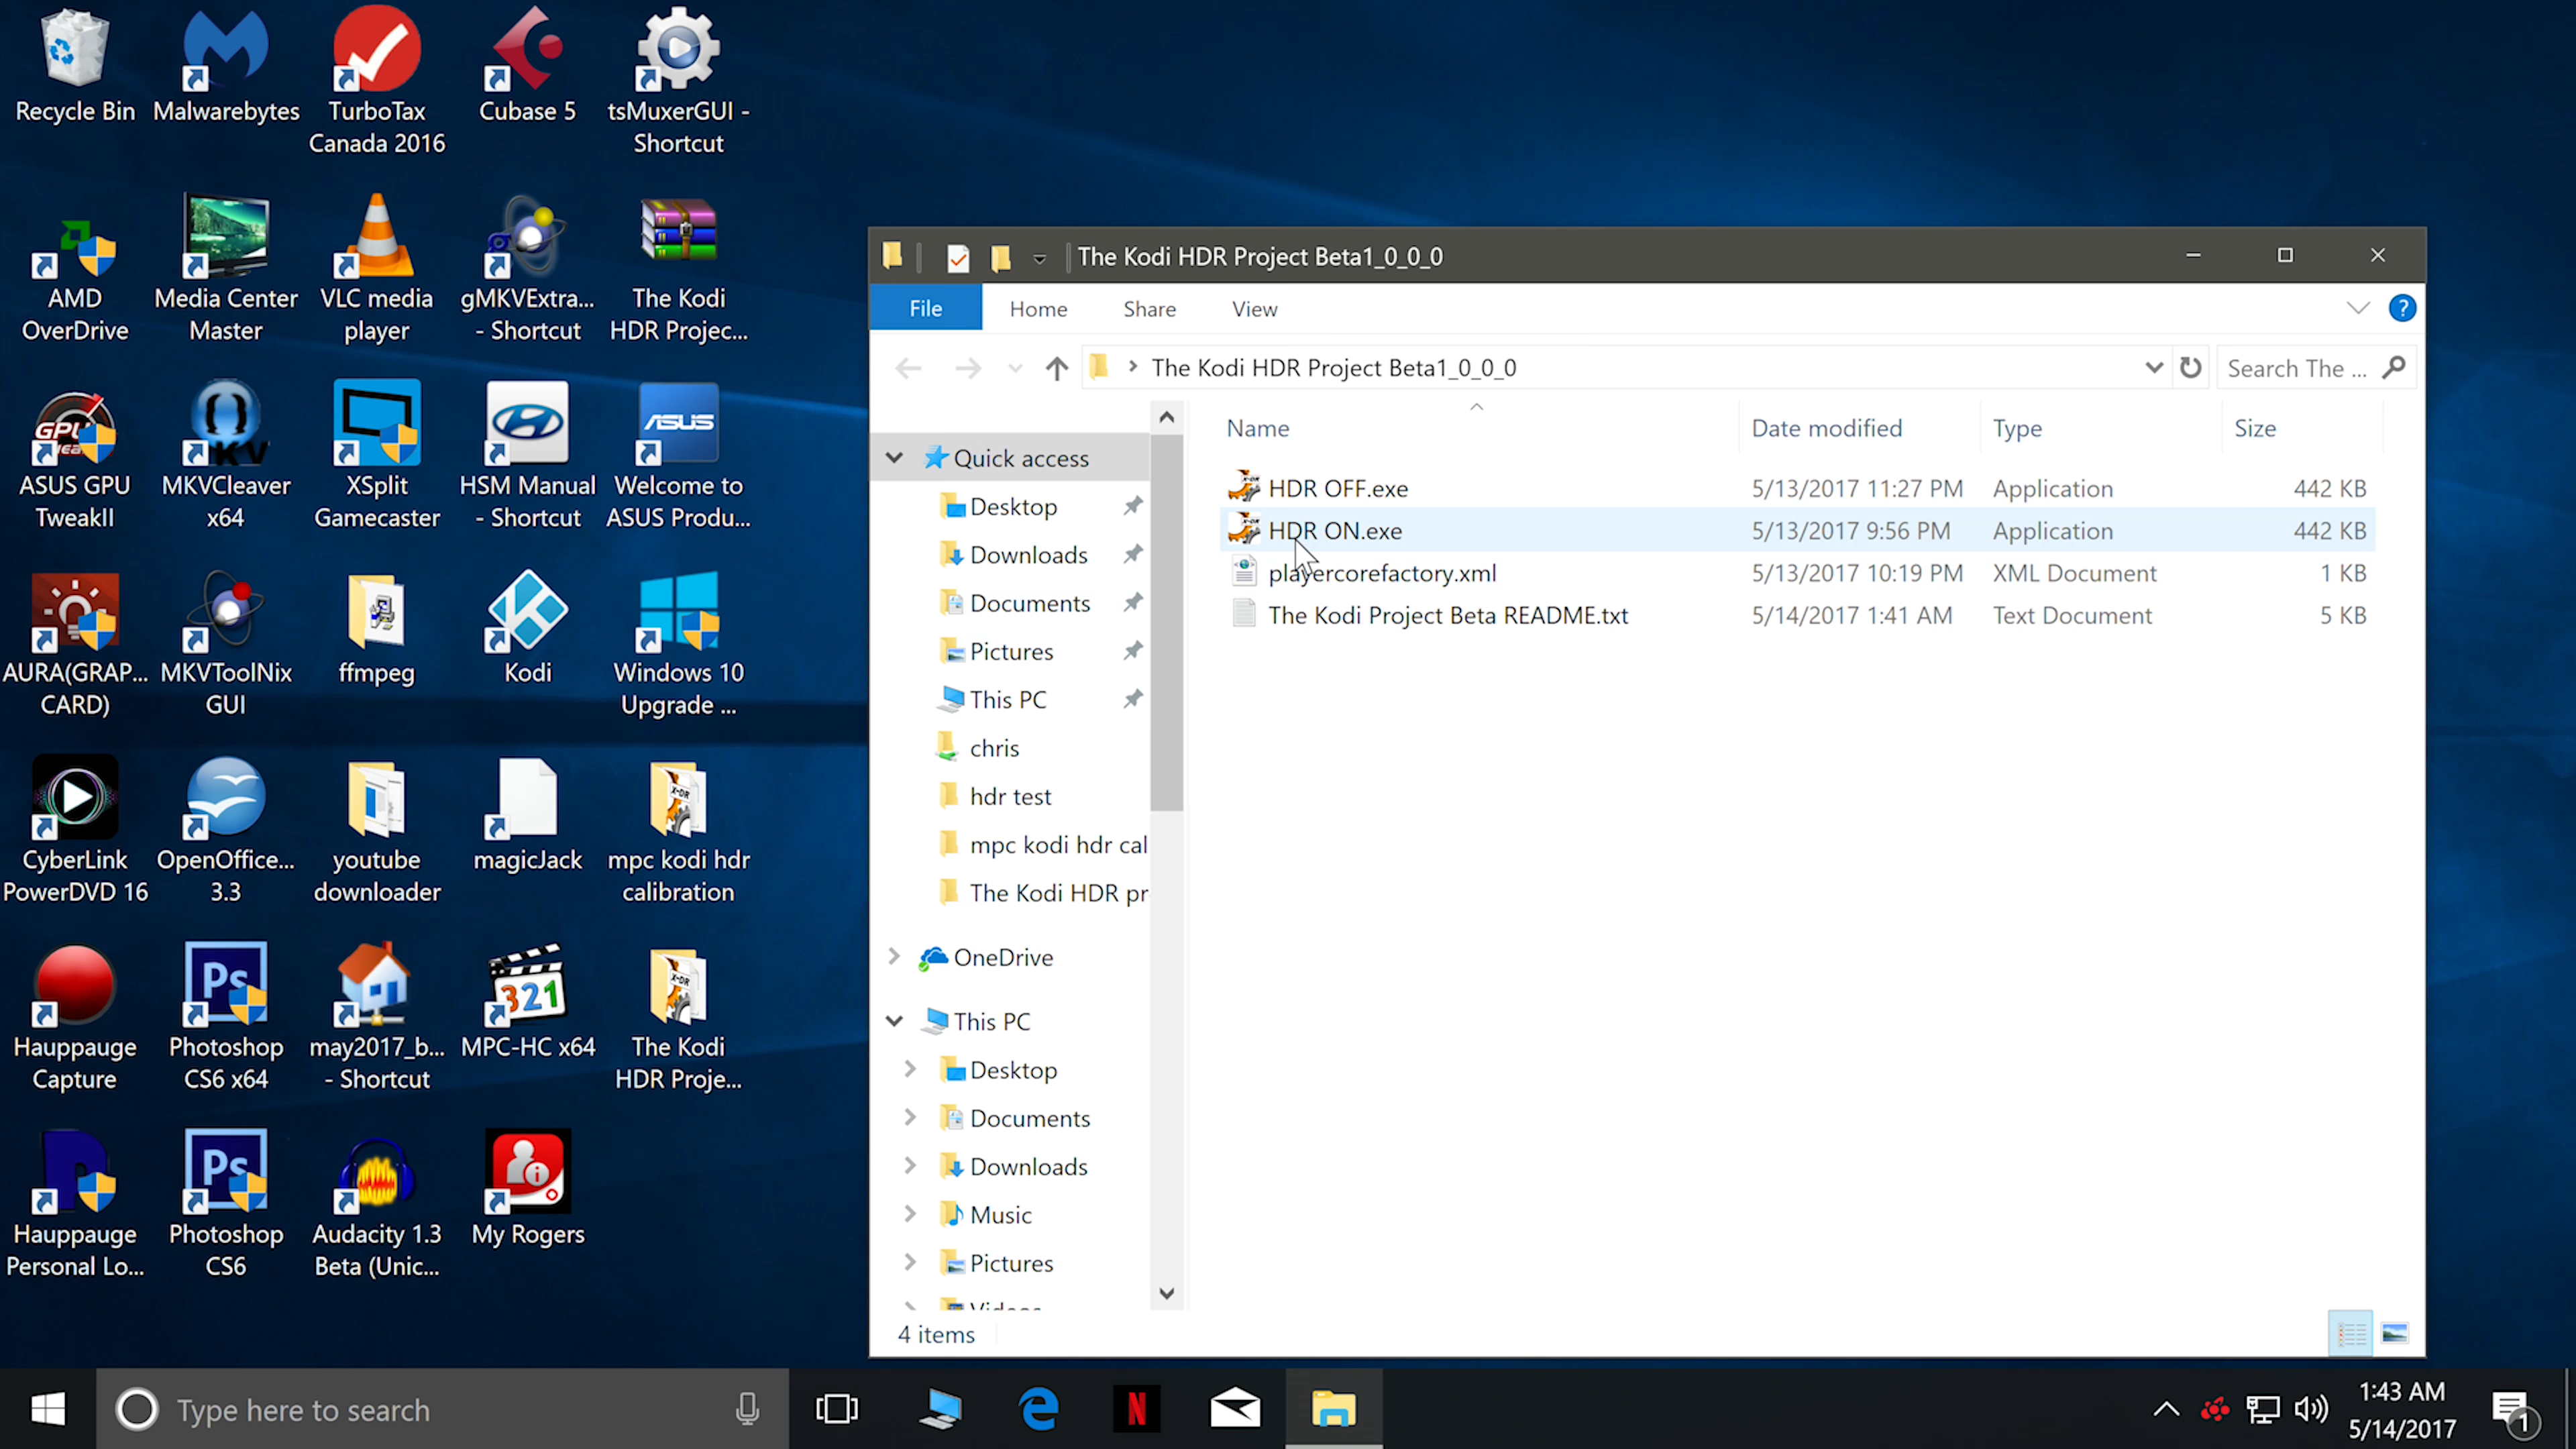 Recycle Bin
Malwarebytes
TurboTax
Canada 2016
Cubase 5
tsMuxerGUI -
Shortcut
AMD
OverDrive
Media Center
Master
VLC media
player
gMKVExtra...
- Shortcut
The Kodi
HDR Projec...
GPU
ASUS GPU
TweakII
KV
MKVCleaver
x64
XSplit
Gamecaster
HSM Manual
- Shortcut
ASUS
Welcome to
ASUS Produ...
AURA(GRAP...
CARD)
MKVToolNix
GUI
ffmpeg
Kodi
Windows 10
Upgrade ...
CyberLink
PowerDVD 16
OpenOffice...
3.3
youtube
downloader
magicJack
X-DR
mpc kodi hdr
calibration
Hauppauge
Capture
Ps
Photoshop
CS6 x64
may2017_b...
- Shortcut
321
MPC-HC x64
X-DR
The Kodi
HDR Proje...
Hauppauge
Personal Lo...
Ps
Photoshop
CS6
Audacity 1.3
Beta (Unic...
My Rogers
The Kodi HDR Project Beta1_0_0_0
File Home Share View
?
The Kodi HDR Project Beta1_0_0_0
Search The ...
Quick access
Desktop
Downloads
Documents
Pictures
This PC
chris
hdr test
mpc kodi hdr cal
The Kodi HDR pr
OneDrive
This PC
Desktop
Documents
Downloads
Music
Pictures
Videos
Name Date modified Type Size
HDR OFF.exe 5/13/2017 11:27 PM Application 442 KB
HDR ON.exe 5/13/2017 9:56 PM Application 442 KB
playercorefactory.xml 5/13/2017 10:19 PM XML Document 1 KB
The Kodi Project Beta README.txt 5/14/2017 1:41 AM Text Document 5 KB
4 items
Type here to search
N
1:43 AM
5/14/2017
1